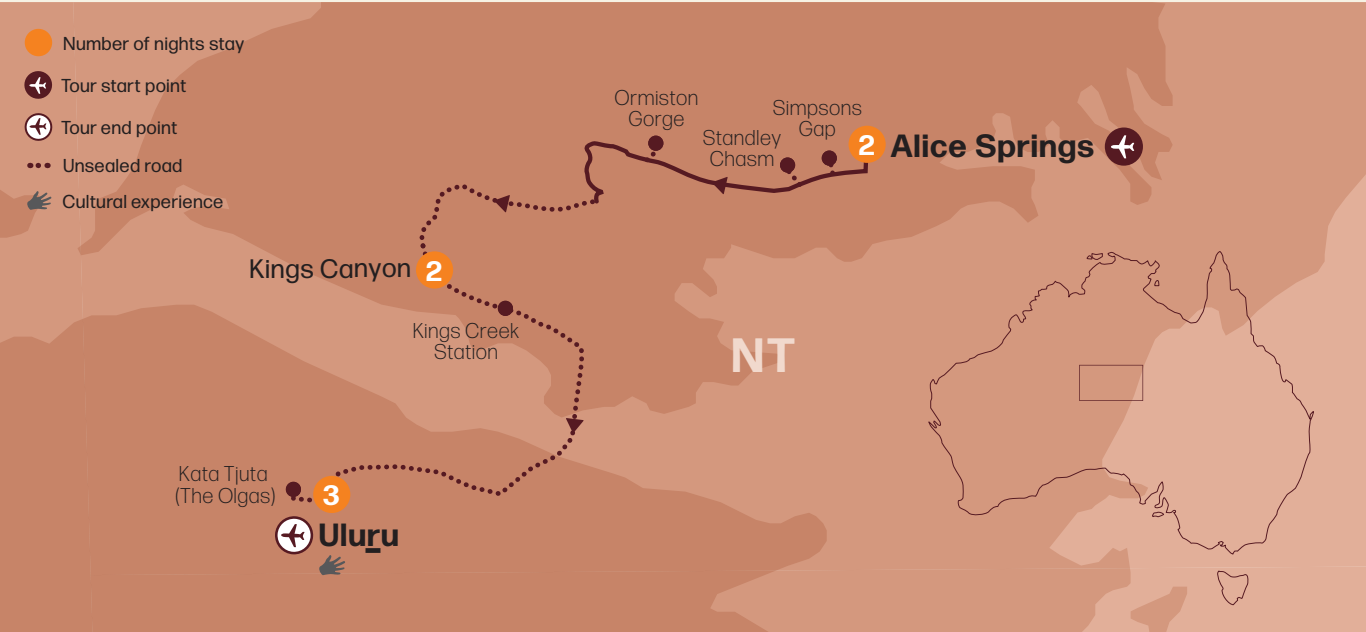 Number of nights stay
Tour start point
Tour end point
Unsealed road
Cultural experience
Ormiston
Gorge
Simpsons
Gap
Standley
Chasm
2
Alice Springs
Kings Canyon
2
Kings Creek
Station
NT
Kata Tjuta
(The Olgas)
3
Uluṟu